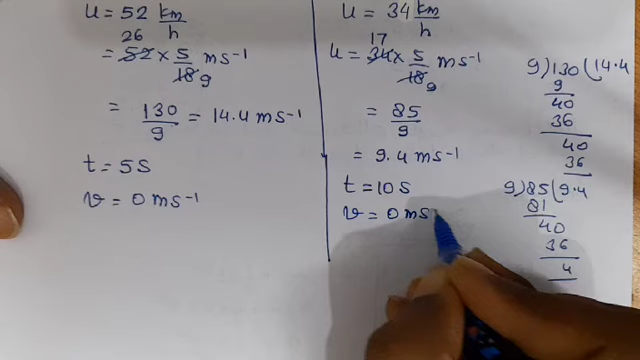 u = 52 km/h
26
= 52 × 5/18 9 ms⁻¹
= 130/9 = 14.4 ms⁻¹
t = 5s
v = 0 ms⁻¹
u = 34 km/h
17
u = 34 × 5/18 9 ms⁻¹
= 85/9
= 9.4 ms⁻¹
t = 10s
v = 0 ms
9)130(14.4
9
40
36
40
36
9)85(9.4
81
40
36
4